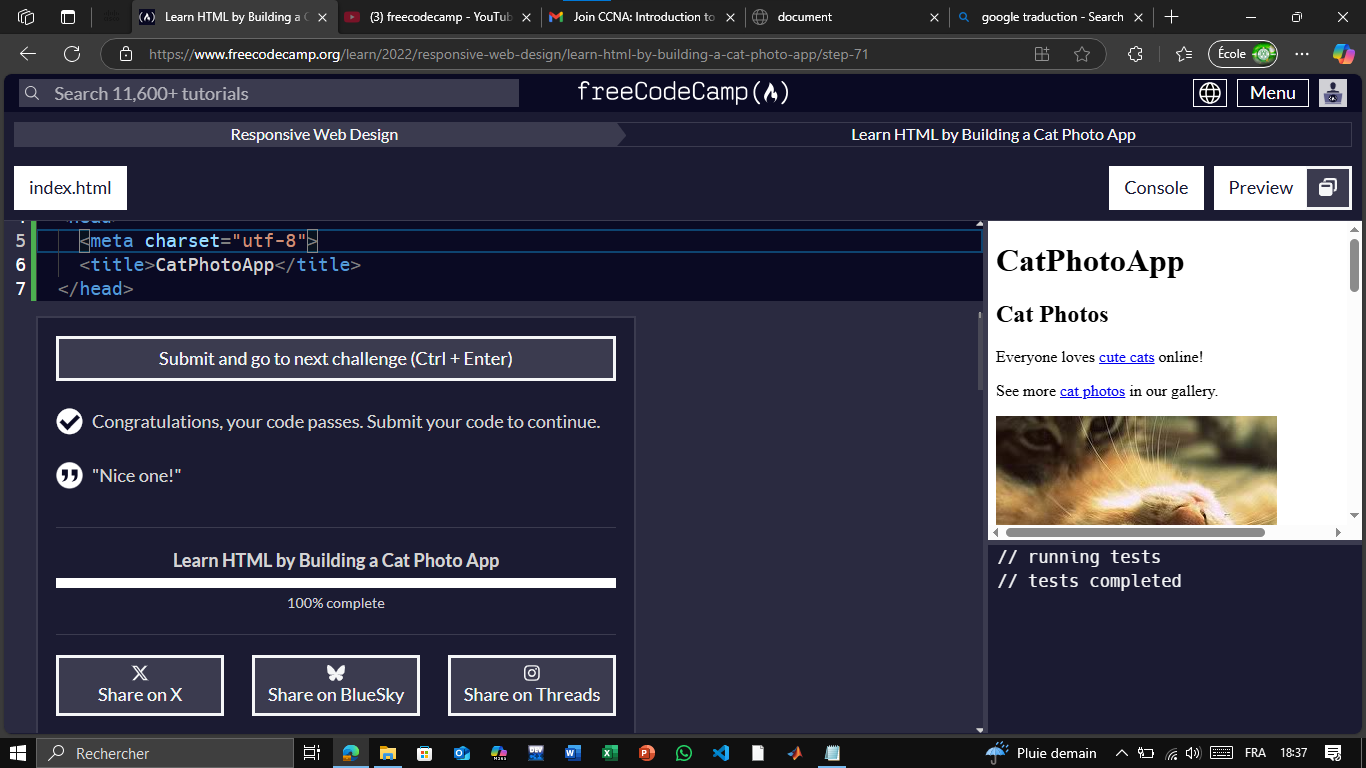 Learn HTML by Building a C
(3) freecodecamp - YouTub
Join CCNA: Introduction to
document
google traduction - Search
https://www.freecodecamp.org/learn/2022/responsive-web-design/learn-html-by-building-a-cat-photo-app/step-71
École
Search 11,600+ tutorials
freeCodeCamp
Menu
Responsive Web Design
Learn HTML by Building a Cat Photo App
index.html
Console
Preview
5 <meta charset="utf-8">
6 <title>CatPhotoApp</title>
7 </head>
Submit and go to next challenge (Ctrl + Enter)
Congratulations, your code passes. Submit your code to continue.
"Nice one!"
Learn HTML by Building a Cat Photo App
100% complete
Share on X
Share on BlueSky
Share on Threads
CatPhotoApp
Cat Photos
Everyone loves cute cats online!
See more cat photos in our gallery.
// running tests
// tests completed
Rechercher
Pluie demain
FRA
18:37